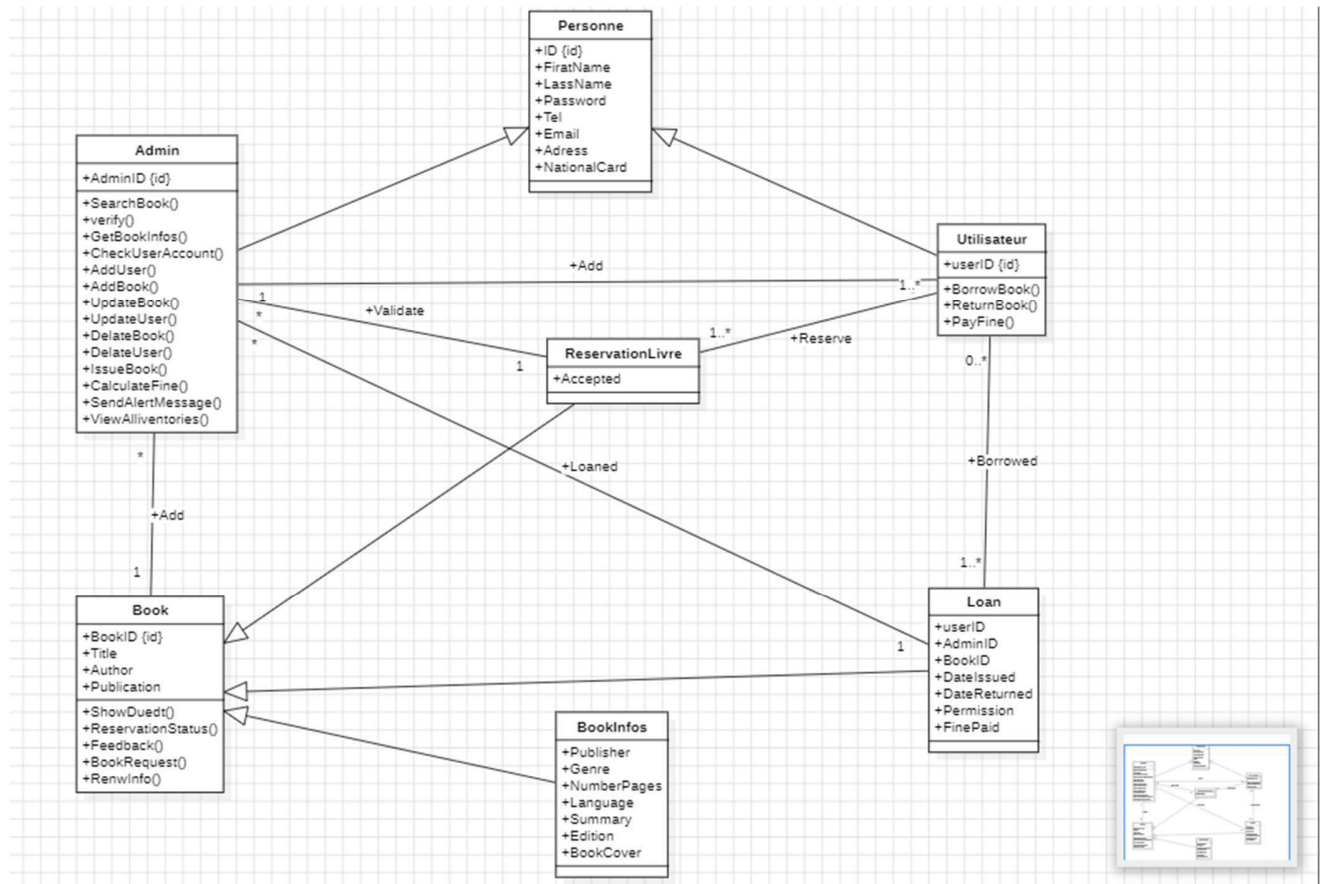 Personne
+ID {id}
+FiratName
+LassName
+Password
+Tel
+Email
+Adress
+NationalCard
Admin
+AdminID {id}
+SearchBook()
+verify()
+GetBookInfos()
+CheckUserAccount()
+AddUser()
+AddBook()
+UpdateBook()
+UpdateUser()
+DelateBook()
+DelateUser()
+IssueBook()
+CalculateFine()
+SendAlertMessage()
+ViewAlliventories()
Utilisateur
+userID {id}
+BorrowBook()
+ReturnBook()
+PayFine()
+Add
1
1..*
+Validate
*
1
ReservationLivre
+Accepted
1..*
+Reserve
*
+Loaned
1
0..*
+Borrowed
1..*
*
+Add
1
Book
+BookID {id}
+Title
+Author
+Publication
+ShowDuedt()
+ReservationStatus()
+Feedback()
+BookRequest()
+RenwInfo()
Loan
+userID
+AdminID
+BookID
+DateIssued
+DateReturned
+Permission
+FinePaid
BookInfos
+Publisher
+Genre
+NumberPages
+Language
+Summary
+Edition
+BookCover